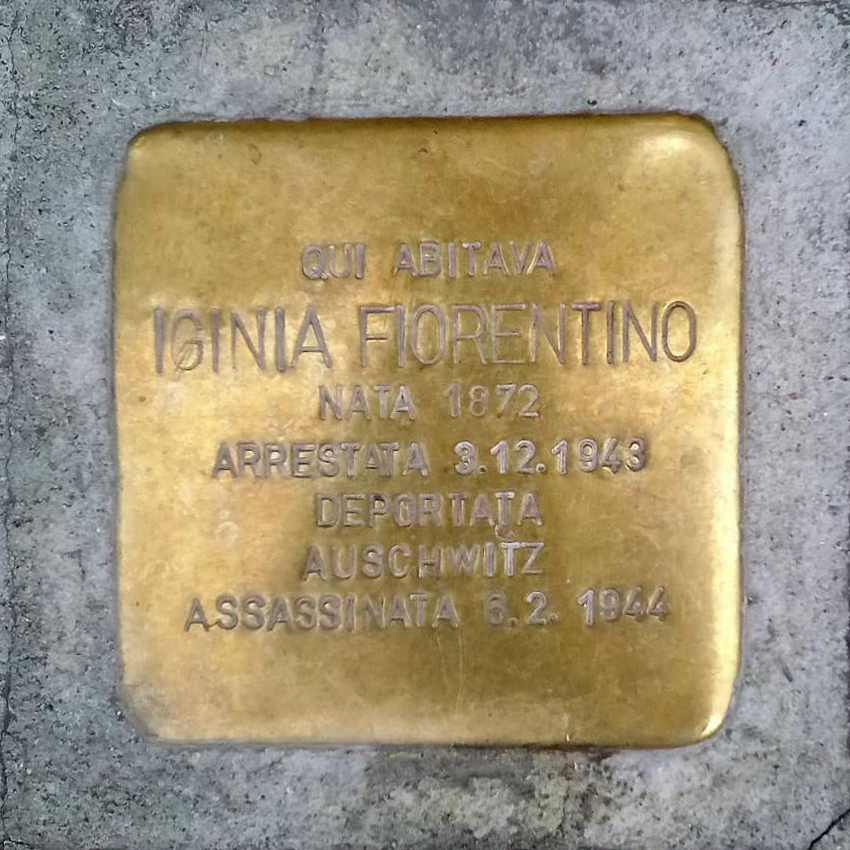 QUI ABITAVA
IGINIA FIORENTINO
NATA 1872
ARRESTATA 3.12.1943
DEPORTATA
AUSCHWITZ
ASSASSINATA 6.2.1944